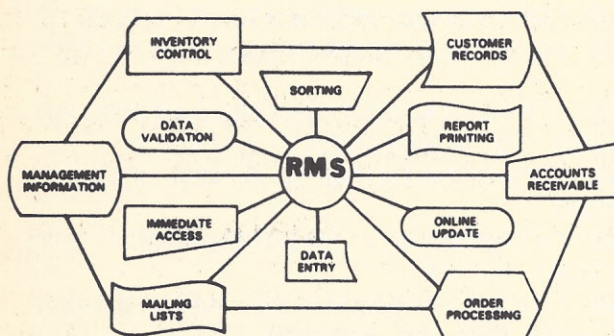 INVENTORY
CONTROL
CUSTOMER
RECORDS
SORTING
DATA
VALIDATION
REPORT
PRINTING
RMS
MANAGEMENT
INFORMATION
ACCOUNTS
RECEIVABLE
IMMEDIATE
ACCESS
ONLINE
UPDATE
DATA
ENTRY
MAILING
LISTS
ORDER
PROCESSING